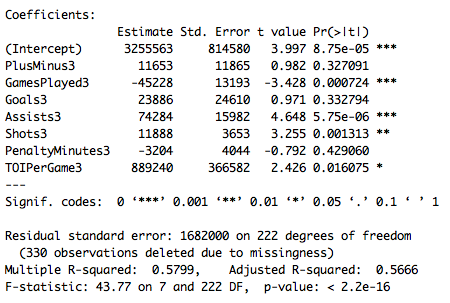 Coefficients:
Estimate Std. Error t value Pr(>|t|)
(Intercept) 3255563 814580 3.997 8.75e-05 ***
PlusMinus3 11653 11865 0.982 0.327091
GamesPlayed3 -45228 13193 -3.428 0.000724 ***
Goals3 23886 24610 0.971 0.332794
Assists3 74284 15982 4.648 5.75e-06 ***
Shots3 11888 3653 3.255 0.001313 **
PenaltyMinutes3 -3204 4044 -0.792 0.429060
TOIPerGame3 889240 366582 2.426 0.016075 *
---
Signif. codes: 0 ‘***’ 0.001 ‘**’ 0.01 ‘*’ 0.05 ‘.’ 0.1 ‘ ’ 1
Residual standard error: 1682000 on 222 degrees of freedom
(330 observations deleted due to missingness)
Multiple R-squared: 0.5799, Adjusted R-squared: 0.5666
F-statistic: 43.77 on 7 and 222 DF, p-value: < 2.2e-16